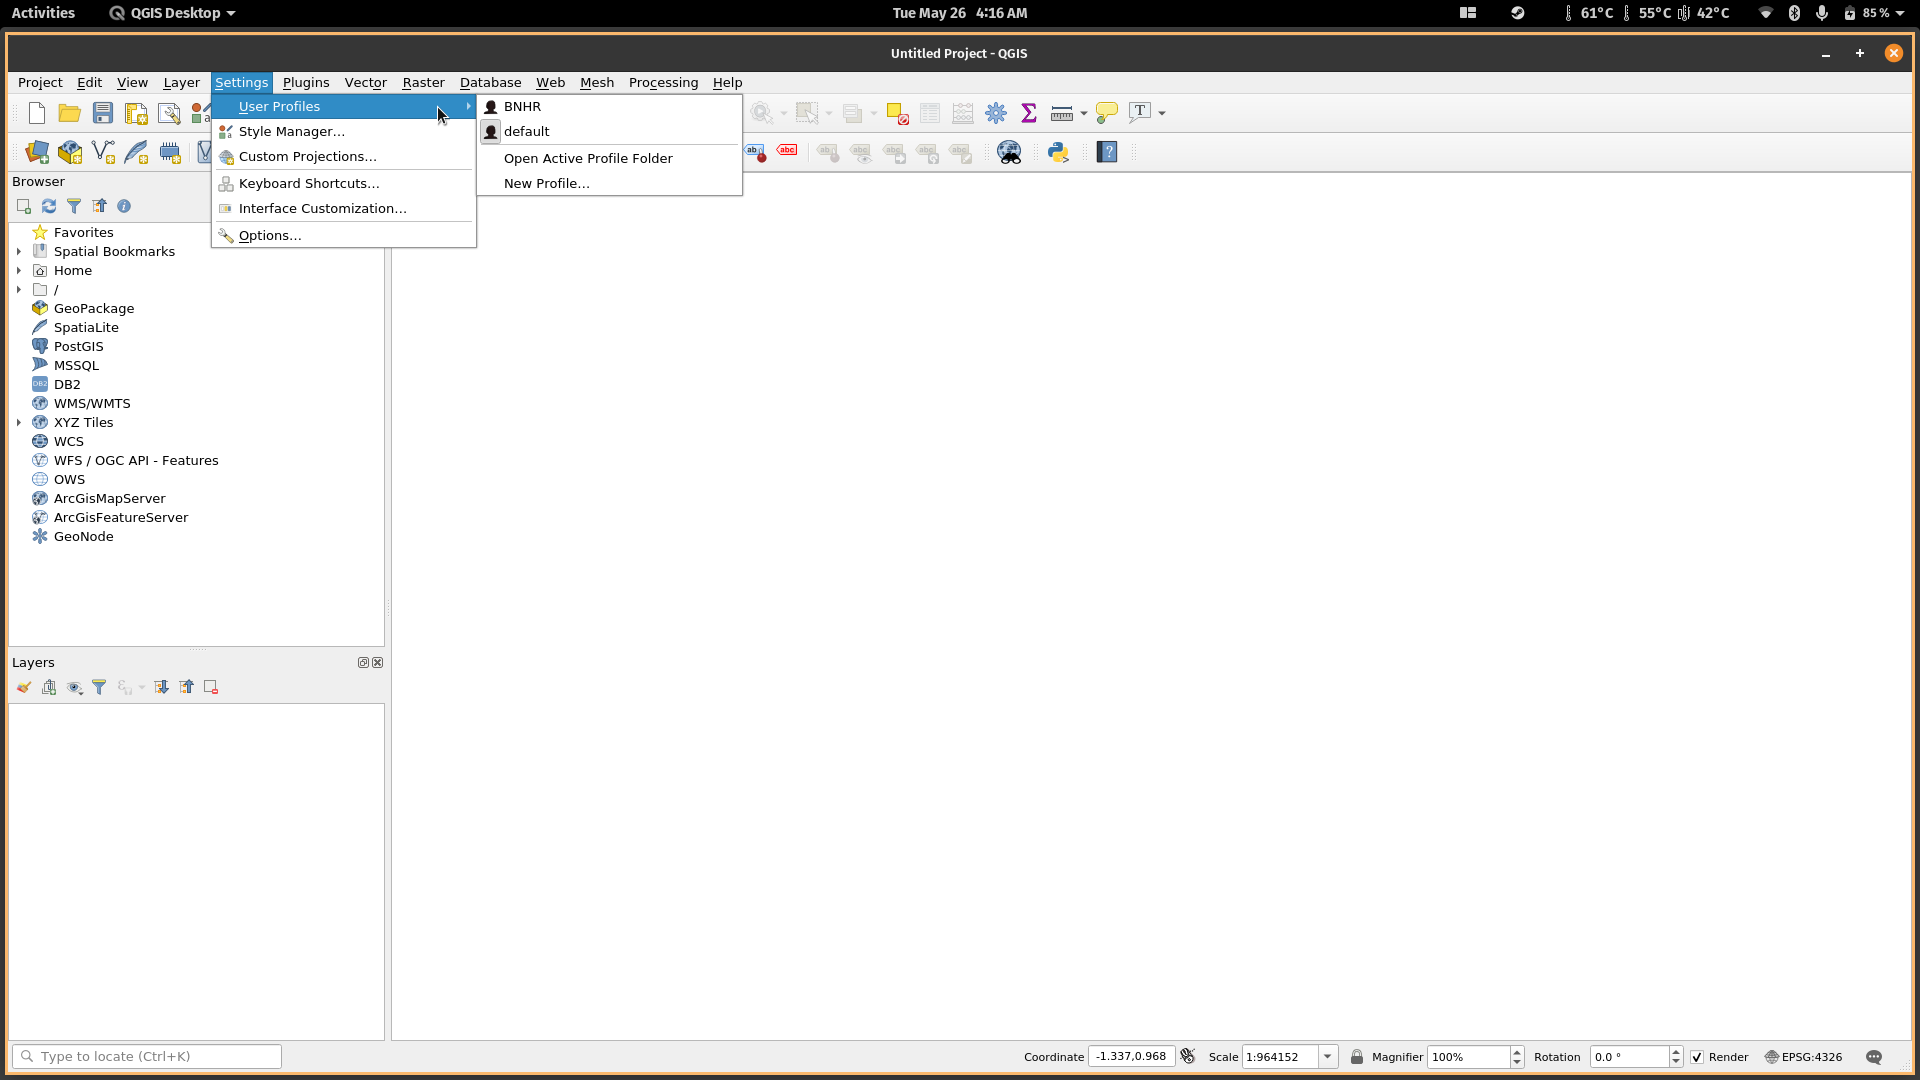 Activities QGIS Desktop Tue May 26 4:16 AM 61°C 55°C 42°C 85 %
Untitled Project - QGIS
Project Edit View Layer Settings Plugins Vector Raster Database Web Mesh Processing Help
User Profiles
Style Manager...
Custom Projections...
Keyboard Shortcuts...
Interface Customization...
Options...
BNHR
default
Open Active Profile Folder
New Profile...
Browser
Favorites
Spatial Bookmarks
Home
/
GeoPackage
SpatiaLite
PostGIS
MSSQL
DB2
WMS/WMTS
XYZ Tiles
WCS
WFS / OGC API - Features
OWS
ArcGisMapServer
ArcGisFeatureServer
GeoNode
Layers
Type to locate (Ctrl+K)
Coordinate -1.337,0.968 Scale 1:964152 Magnifier 100% Rotation 0.0 ° Render EPSG:4326